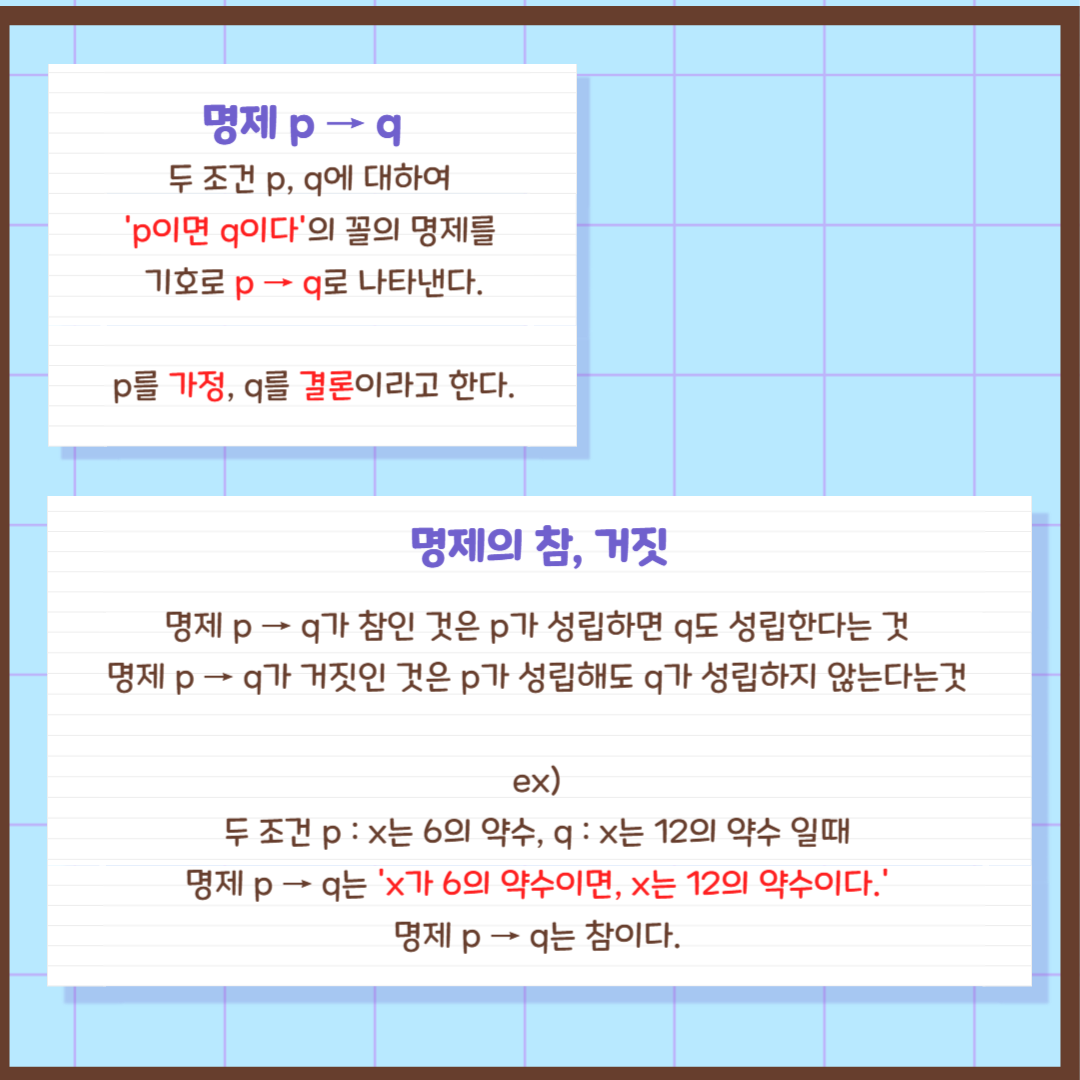 명제 p → q
두 조건 p, q에 대하여
'p이면 q이다'의 꼴의 명제를
기호로 p → q로 나타낸다.
p를 가정, q를 결론이라고 한다.
명제의 참, 거짓
명제 p → q가 참인 것은 p가 성립하면 q도 성립한다는 것
명제 p → q가 거짓인 것은 p가 성립해도 q가 성립하지 않는다는것
ex)
두 조건 p : x는 6의 약수, q : x는 12의 약수 일때
명제 p → q는 'x가 6의 약수이면, x는 12의 약수이다.'
명제 p → q는 참이다.